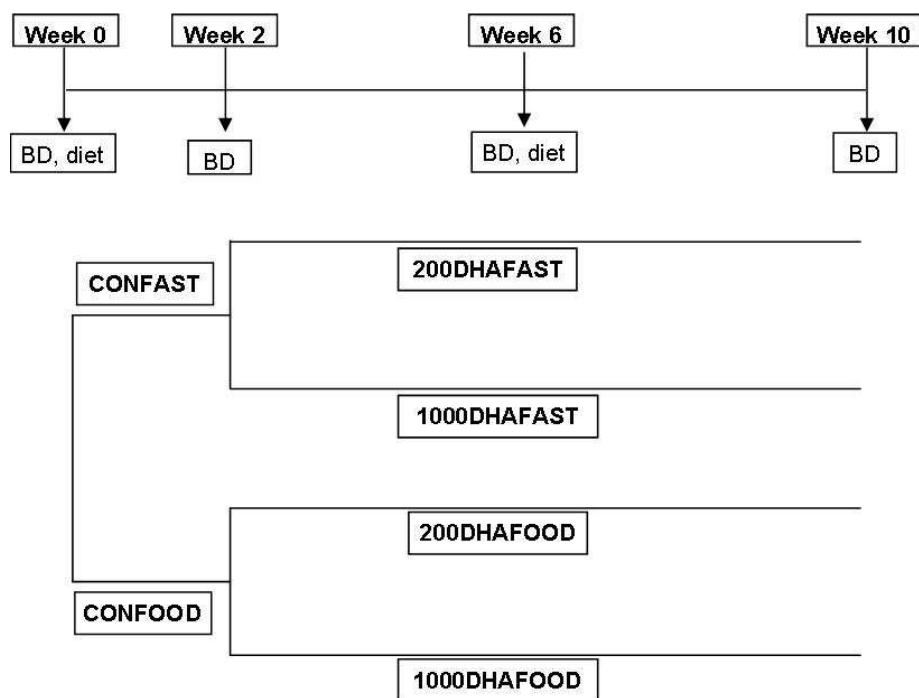 Week 0 Week 2 Week 6 Week 10
BD, diet BD BD, diet BD
200DHAFAST
CONFAST
1000DHAFAST
200DHAFOOD
CONFOOD
1000DHAFOOD